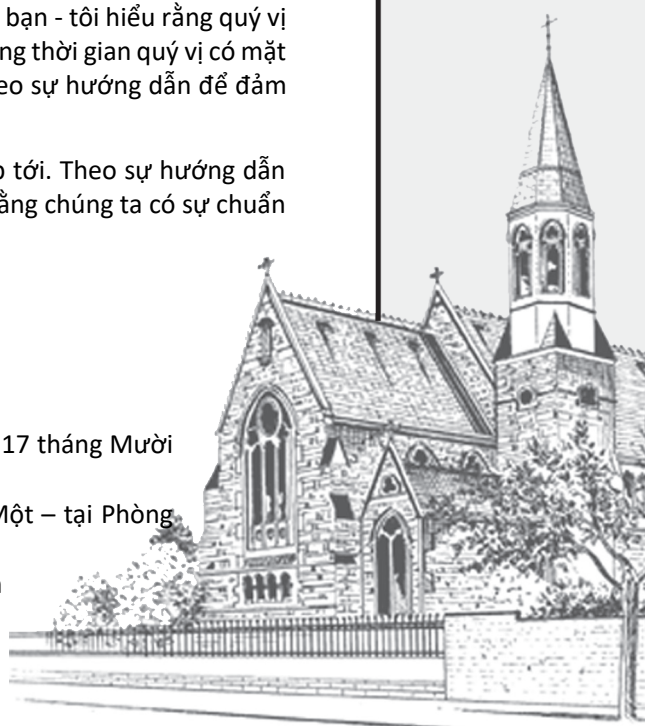 bạn - tôi hiểu rằng quý vị
ng thời gian quý vị có mặt
eo sự hướng dẫn để đảm
tới. Theo sự hướng dẫn
ằng chúng ta có sự chuẩn
17 tháng Mười
Một – tại Phòng